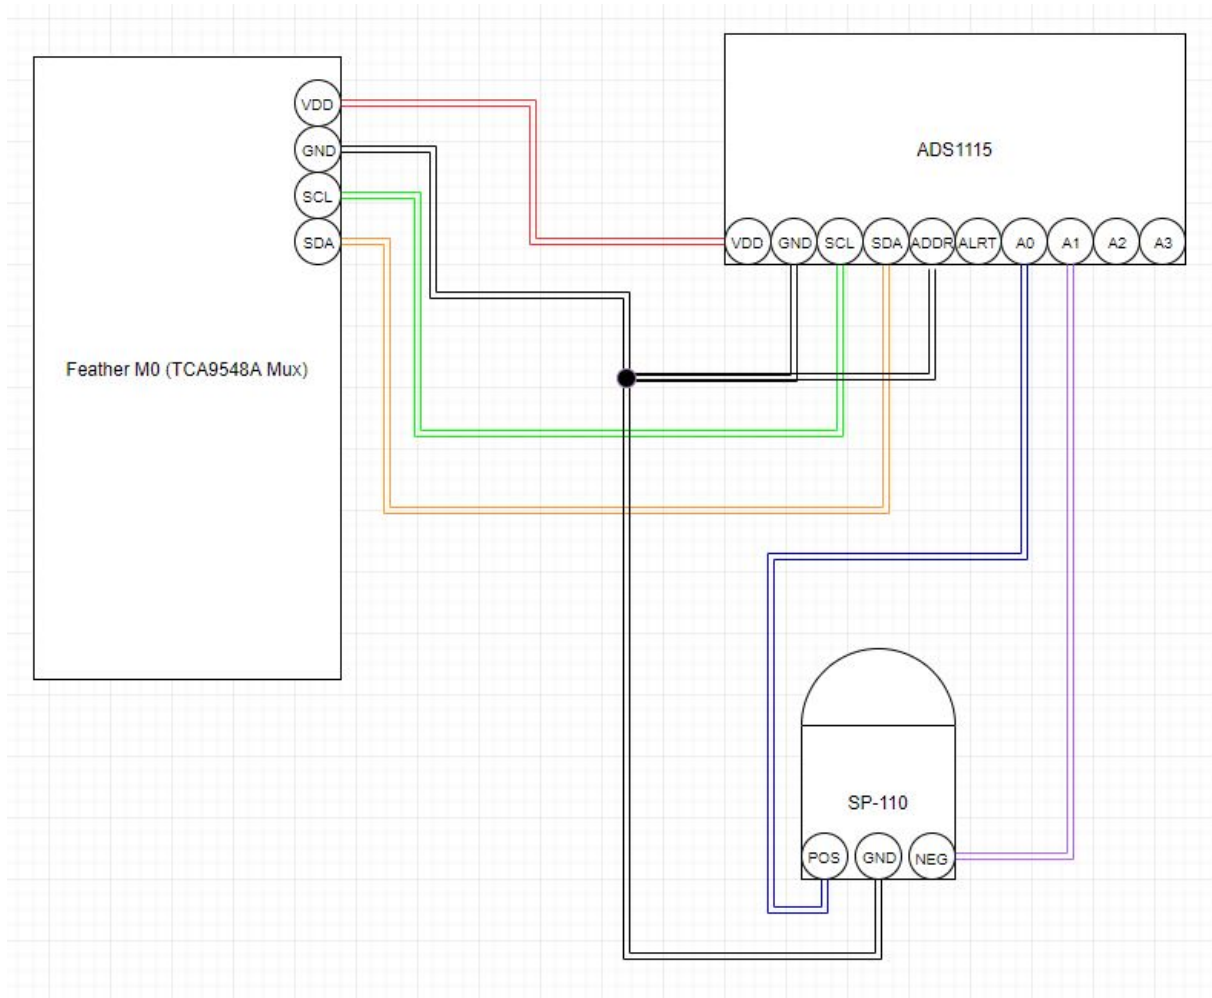 VDD
GND
SCL
SDA
Feather M0 (TCA9548A Mux)
ADS1115
VDD GND SCL SDA ADDR ALRT A0 A1 A2 A3
SP-110
POS GND NEG